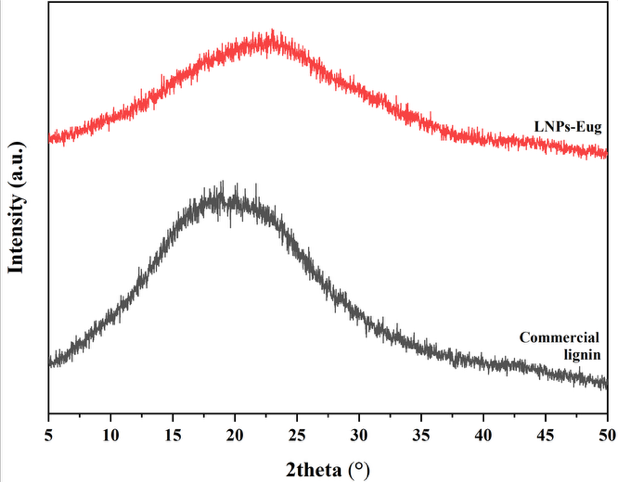 LNPs-Eug
Commercial
lignin
Intensity (a.u.)
5 10 15 20 25 30 35 40 45 50
2theta (°)